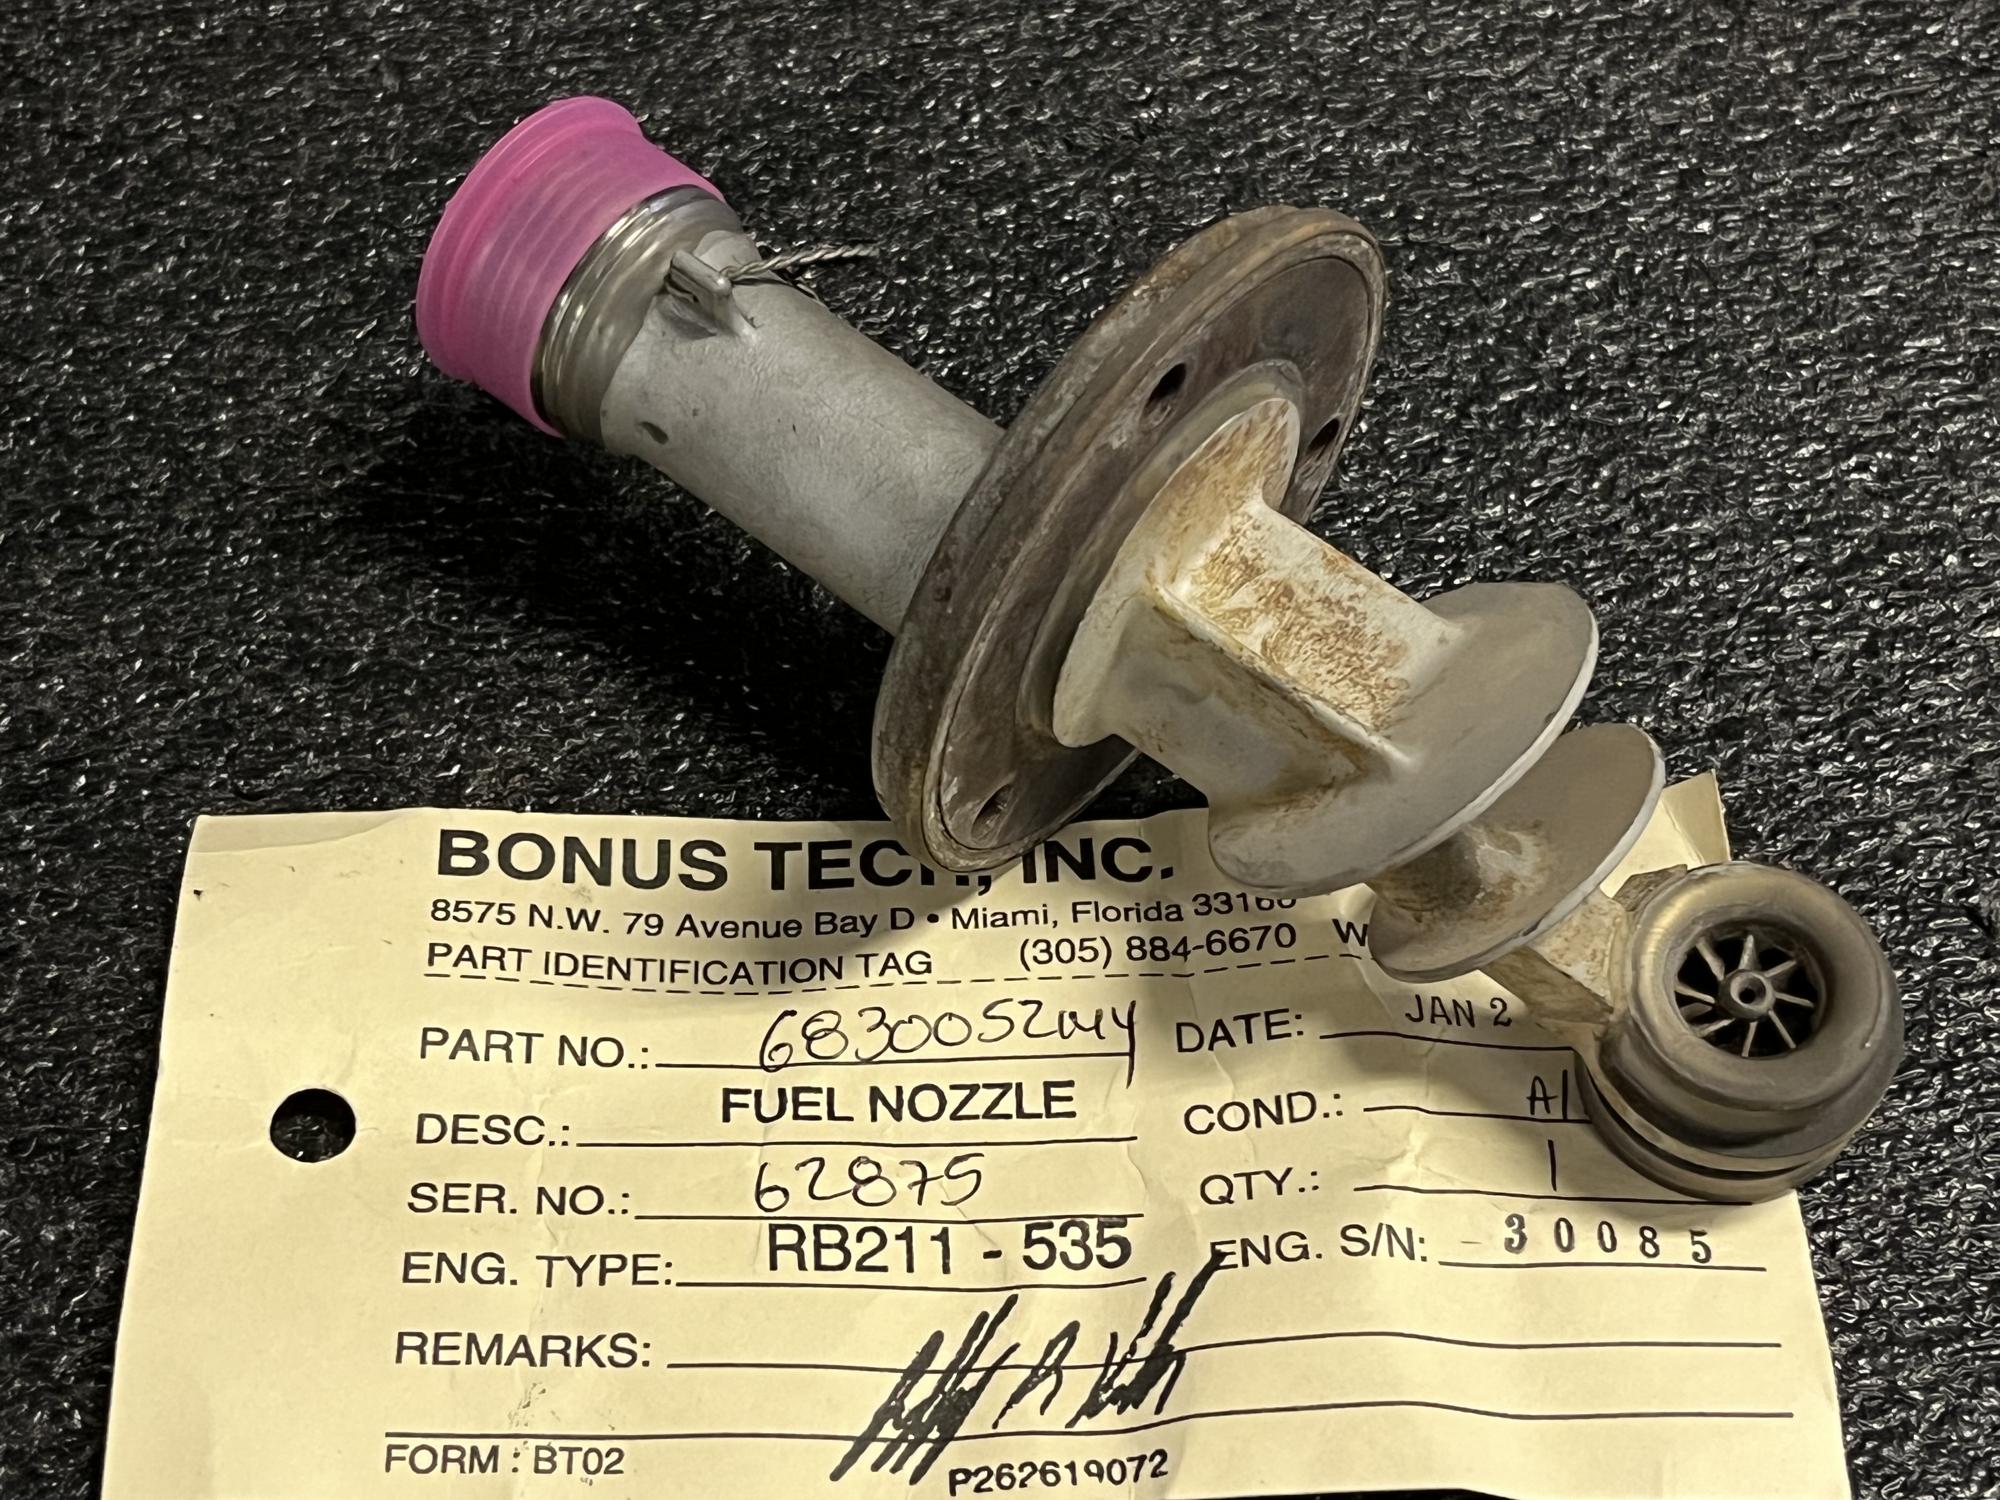 BONUS TECH, INC.
8575 N.W. 79 Avenue Bay D • Miami, Florida 33166
PART IDENTIFICATION TAG (305) 884-6670 W
PART NO.: 6830052M4 DATE: JAN 2
DESC.: FUEL NOZZLE COND.: A
SER. NO.: 62875 QTY.: 1
ENG. TYPE: RB211 - 535 ENG. S/N: 30085
REMARKS:
FORM : BT02 P262619072